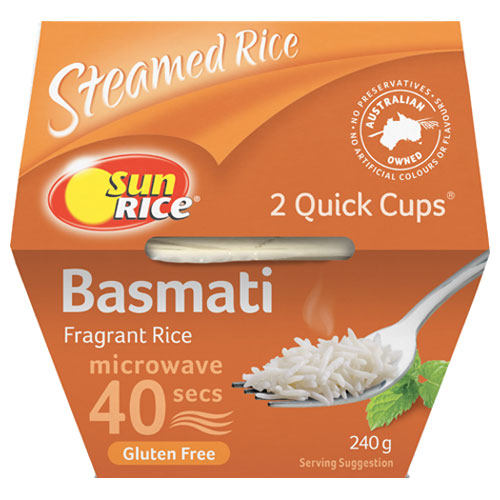 Steamed Rice
• NO PRESERVATIVES •
NO ARTIFICIAL COLOURS OR FLAVOURS
AUSTRALIAN
OWNED
Sun
RICE®
2 Quick Cups®
Basmati
Fragrant Rice
microwave
40 secs
Gluten Free
240g
Serving Suggestion